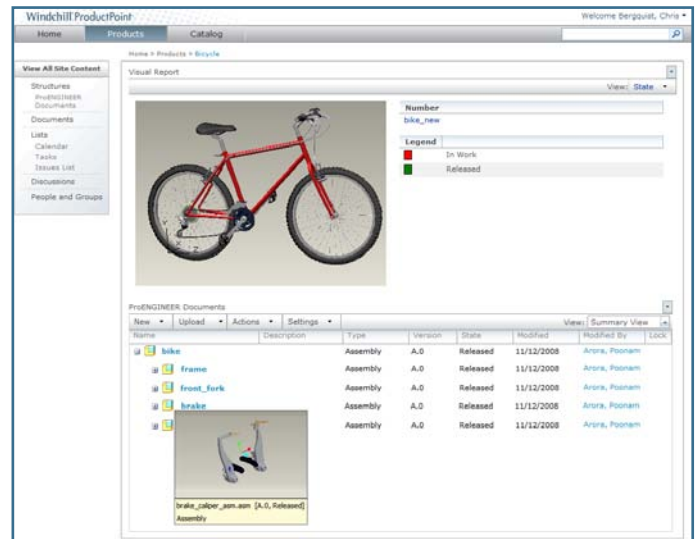 Windchill ProductPoint
Welcome Bergquist, Chris
Home Products Catalog
Home > Products > Bicycle
View All Site Content
Structures
ProENGINEER
Documents
Documents
Lists
Calendar
Tasks
Issues List
Discussions
People and Groups
Visual Report
View: State
Number
bike_new
Legend
In Work
Released
Y
X
Z
ProENGINEER Documents
New Upload Actions Settings View: Summary View
Name Description Type Version State Modified Modified By Lock
bike Assembly A.0 Released 11/12/2008 Arora, Poonam
frame Assembly A.0 Released 11/12/2008 Arora, Poonam
front_fork Assembly A.0 Released 11/12/2008 Arora, Poonam
brake Assembly A.0 Released 11/12/2008 Arora, Poonam
Assembly A.0 Released 11/12/2008 Arora, Poonam
brake_caliper_asm.asm [A.0, Released]
Assembly